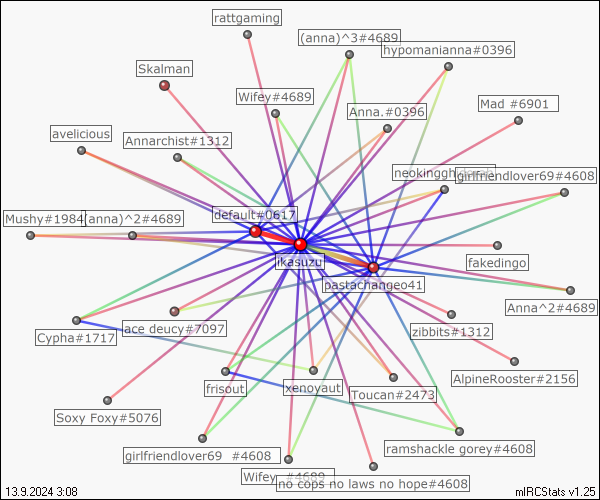 rattgaming
(anna)^3#4689
hypomanianna#0396
Skalman
Wifey#4689
Anna.#0396
Mad #6901
avelicious
Annarchist#1312
girlfriendlover69#4608
Mushy#1984
(anna)^2#4689
default#0617
ikasuzu
fakedingo
pastachangeo41
Anna^2#4689
Cypha#1717
ace deucy#7097
zibbits#1312
AlpineRooster#2156
frisout
xenoyaut
Toucan#2473
Soxy Foxy#5076
girlfriendlover69 #4608
ramshackle gorey#4608
Wifey #4689
no cops no laws no hope#4608
13.9.2024 3:08
mIRCStats v1.25